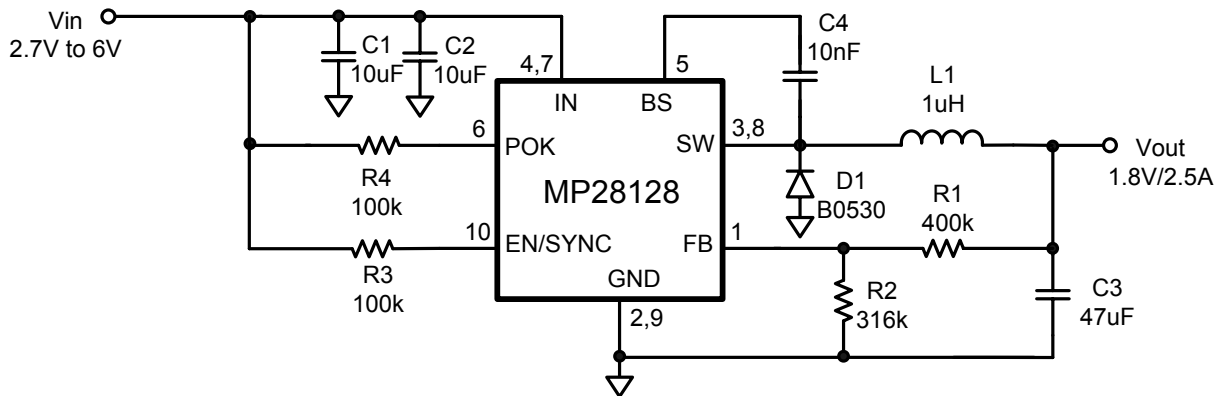 Vin
2.7V to 6V
C1
10uF
C2
10uF
4,7
IN
5
BS
C4
10nF
L1
1uH
6
POK
R4
100k
3,8
SW
MP28128
D1
B0530
Vout
1.8V/2.5A
10
EN/SYNC
R3
100k
1
FB
R1
400k
GND
2,9
R2
316k
C3
47uF